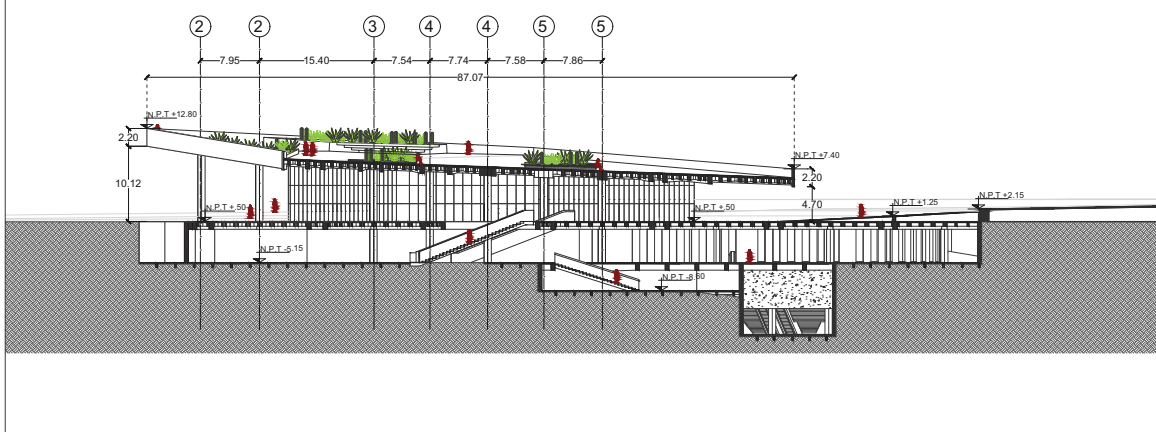 2 2 3 4 4 5 5
7.95 15.40 7.54 7.74 7.58 7.86
87.07
N.P.T +12.80
2.20
N.P.T +7.40
2.20
10.12
4.70
N.P.T +2.15
N.P.T +.50
N.P.T +.50
N.P.T +1.25
N.P.T -5.15